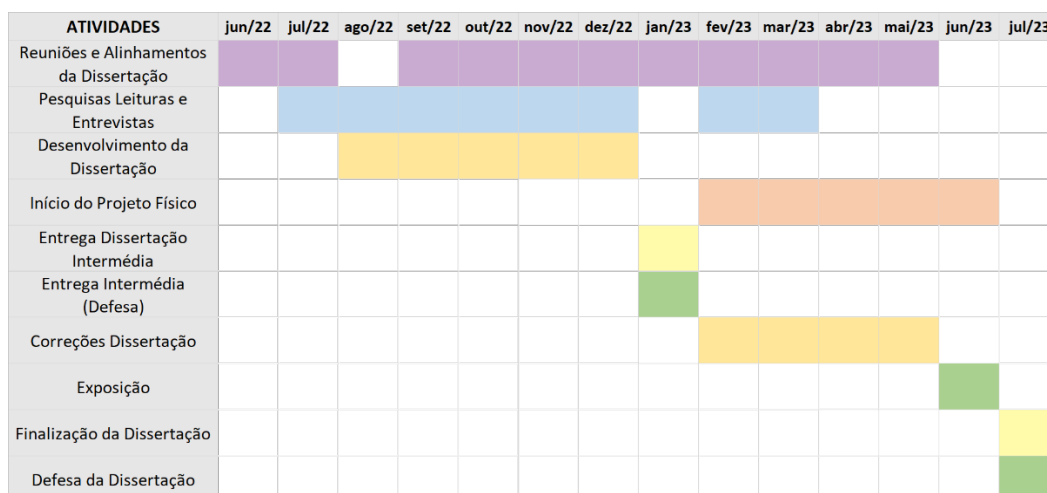 ATIVIDADES jun/22 jul/22 ago/22 set/22 out/22 nov/22 dez/22 jan/23 fev/23 mar/23 abr/23 mai/23 jun/23 jul/23
Reuniões e Alinhamentos
da Dissertação
Pesquisas Leituras e
Entrevistas
Desenvolvimento da
Dissertação
Início do Projeto Físico
Entrega Dissertação
Intermédia
Entrega Intermédia
(Defesa)
Correções Dissertação
Exposição
Finalização da Dissertação
Defesa da Dissertação